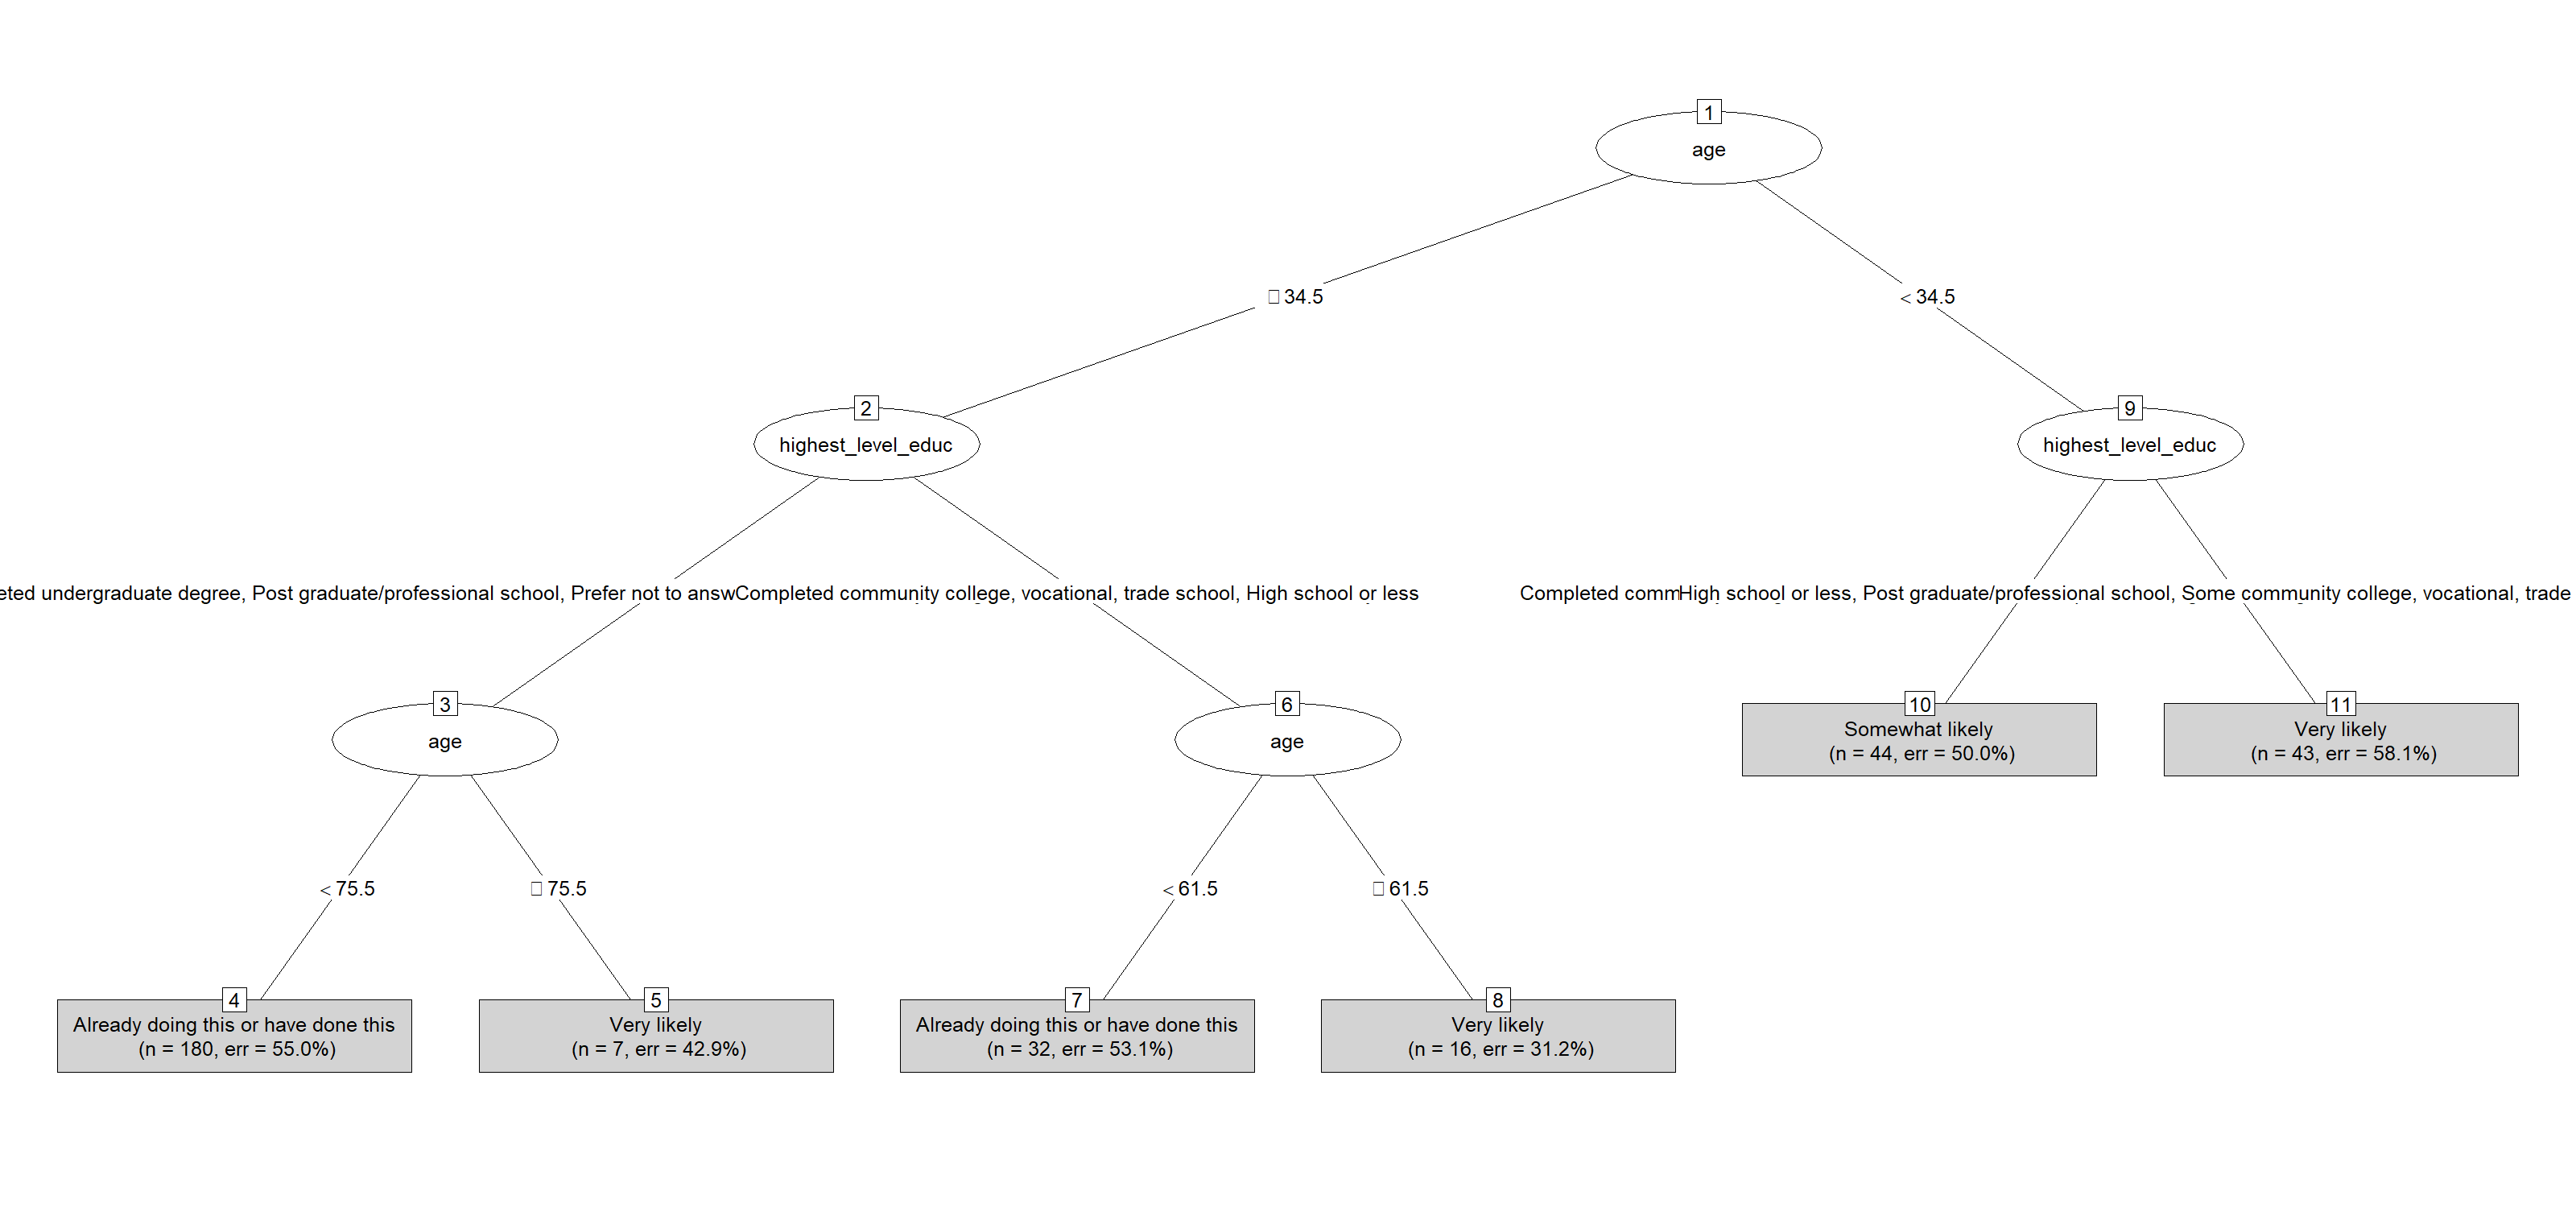 1
age
▯ 34.5
< 34.5
2
highest_level_educ
9
highest_level_educ
undergraduate degree, Post graduate/professional school, Prefer not to
Completed community college, vocational, trade school, High school or less
Completed
High school or less, Post graduate/professional school, Some community college, vocational, trade
3
age
6
age
10
Somewhat likely
(n = 44, err = 50.0%)
11
Very likely
(n = 43, err = 58.1%)
< 75.5
▯ 75.5
< 61.5
▯ 61.5
4
Already doing this or have done this
(n = 180, err = 55.0%)
5
Very likely
(n = 7, err = 42.9%)
7
Already doing this or have done this
(n = 32, err = 53.1%)
8
Very likely
(n = 16, err = 31.2%)